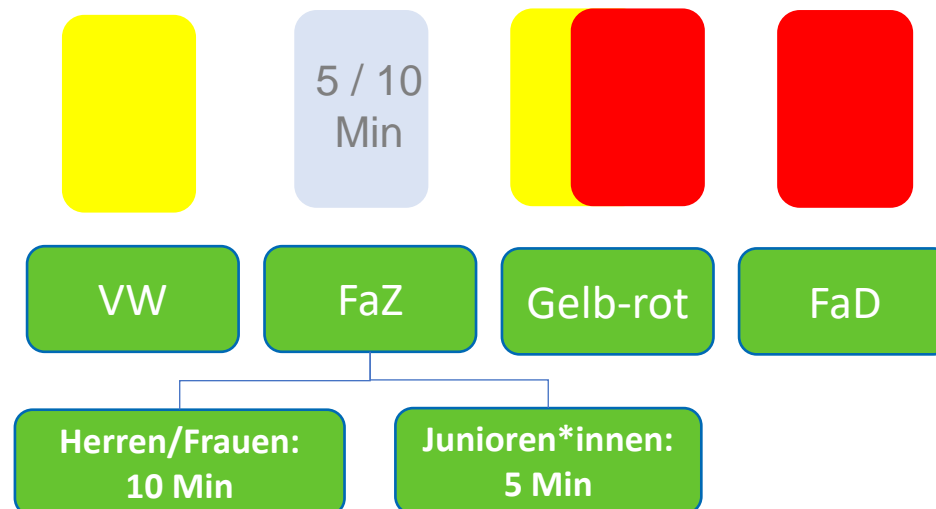 5 / 10
Min
VW
FaZ
Gelb-rot
FaD
Herren/Frauen:
10 Min
Junioren*innen:
5 Min